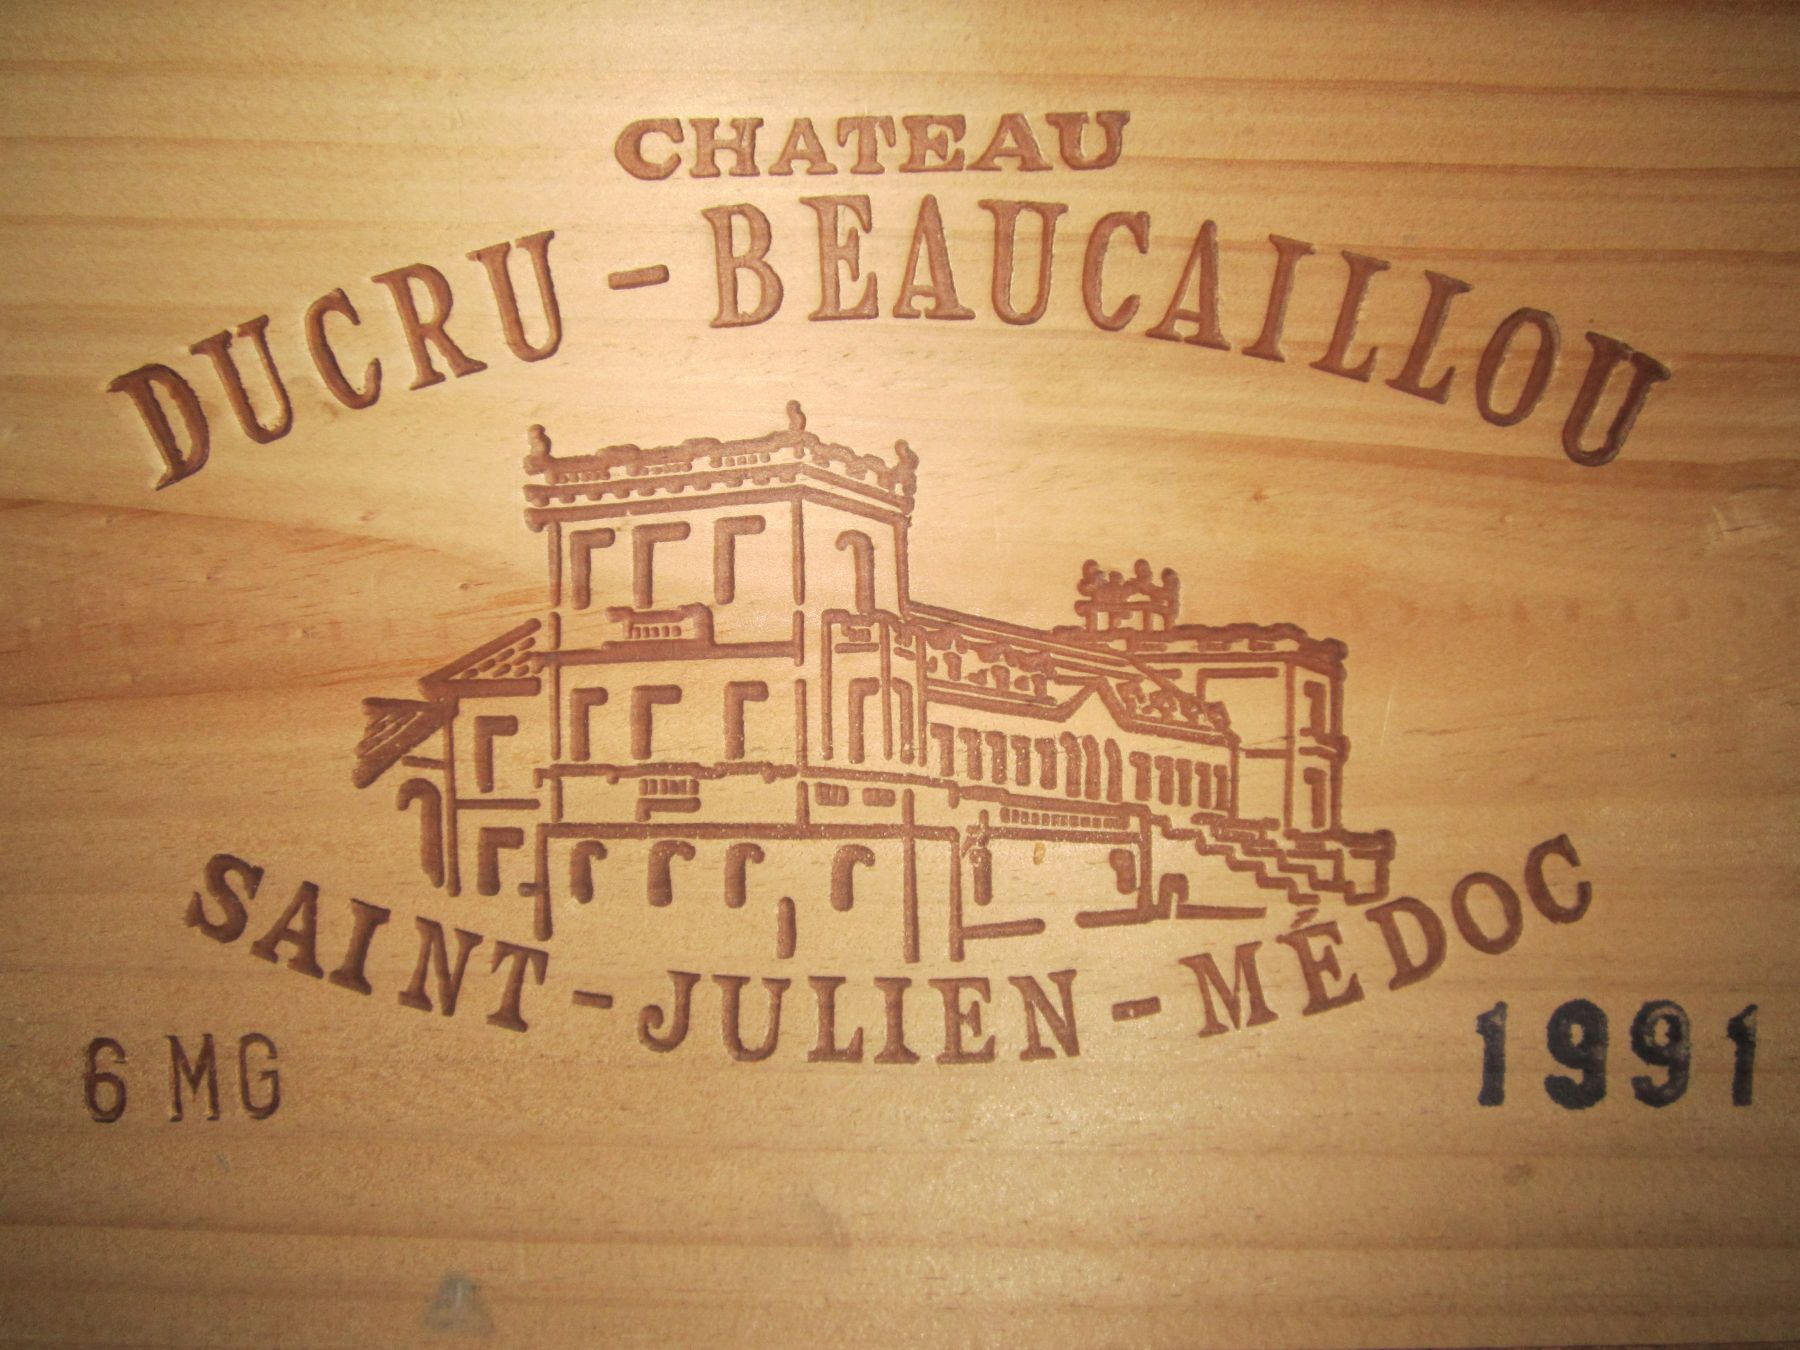 CHATEAU
DUCRU-BEAUCAILLOU
SAINT-JULIEN-MÉDOC
6 MG
1991